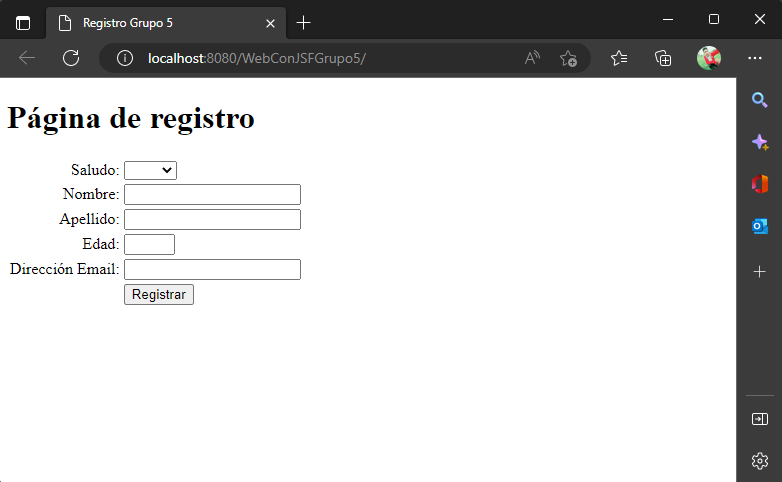 Registro Grupo 5
localhost:8080/WebConJSFGrupo5/
Página de registro
Saludo:
Nombre:
Apellido:
Edad:
Dirección Email:
Registrar